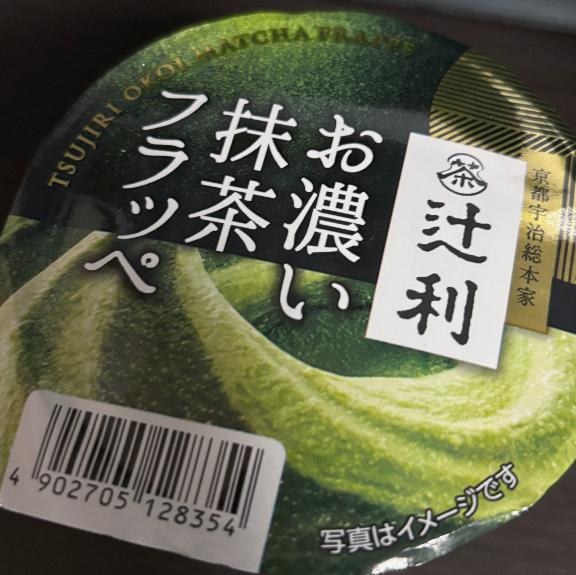 TSUJIRI OKOI MATCHA FRAPPE
京都宇治総本家
茶
辻利
お濃い
抹茶
フラッペ
4 902705 128354
写真はイメージです